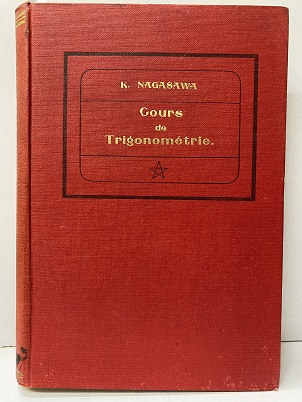 K. NAGASAWA
Cours
de
Trigonométrie.